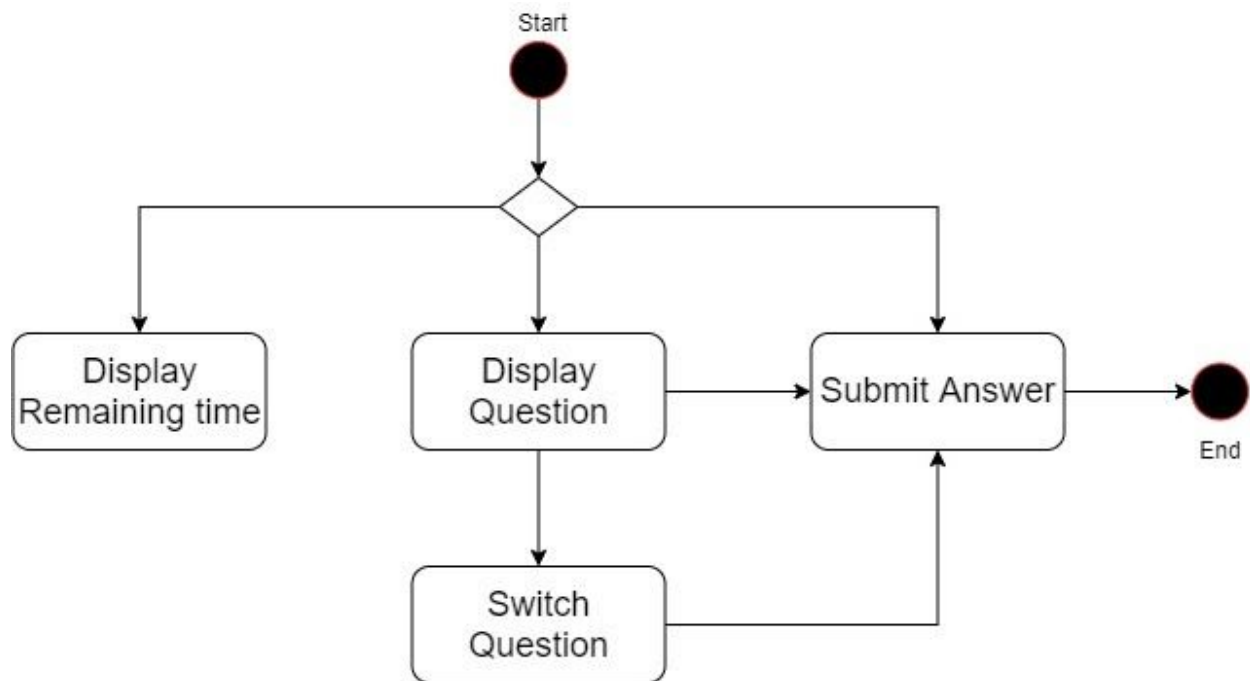 Start
Display
Remaining time
Display
Question
Submit Answer
End
Switch
Question